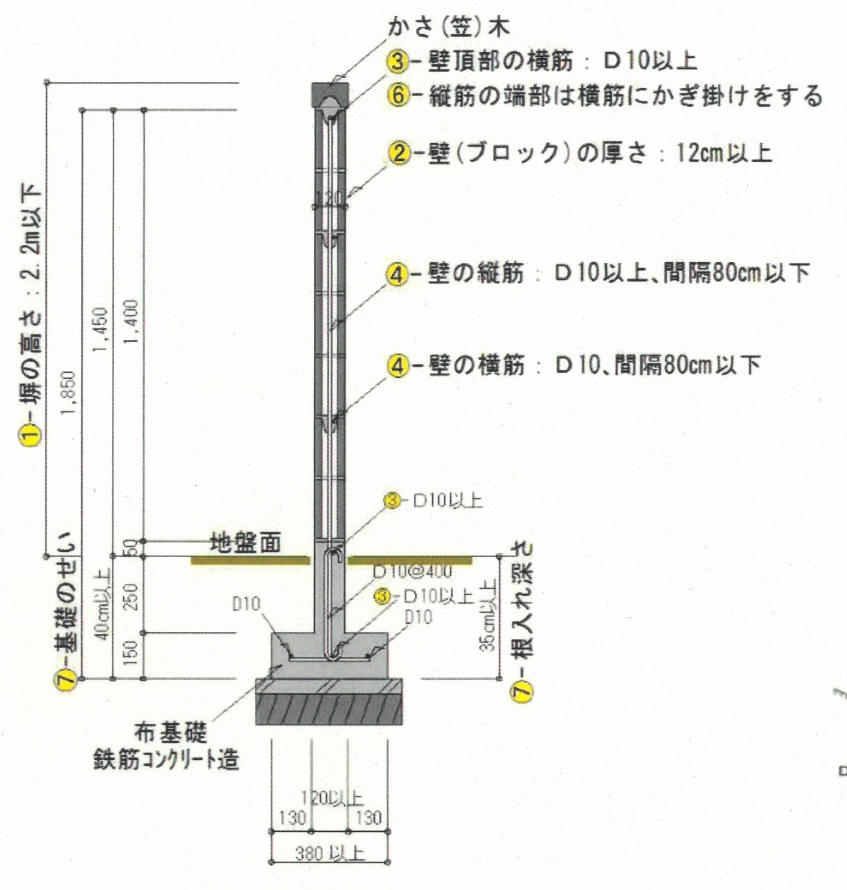 かさ(笠)木
③-壁頂部の横筋：D10以上
⑥-縦筋の端部は横筋にかぎ掛けをする
②-壁(ブロック)の厚さ：12cm以上
120
④-壁の縦筋：D10以上、間隔80cm以下
④-壁の横筋：D10、間隔80cm以下
①-塀の高さ：2.2m以下
1,850
1,450
1,400
③-D10以上
地盤面
50
D10@400
③-D10以上
D10
D10
⑦-基礎のせい
40cm以上
250
150
35cm以上
⑦-根入れ深さ
布基礎
鉄筋コンクリート造
120以上
130
130
380以上